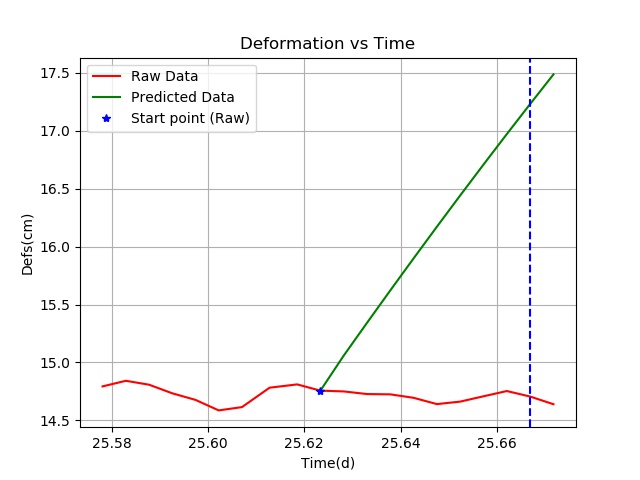 Deformation vs Time
Raw Data
Predicted Data
Start point (Raw)
17.5
17.0
16.5
16.0
15.5
15.0
14.5
Defs(cm)
25.58 25.60 25.62 25.64 25.66
Time(d)